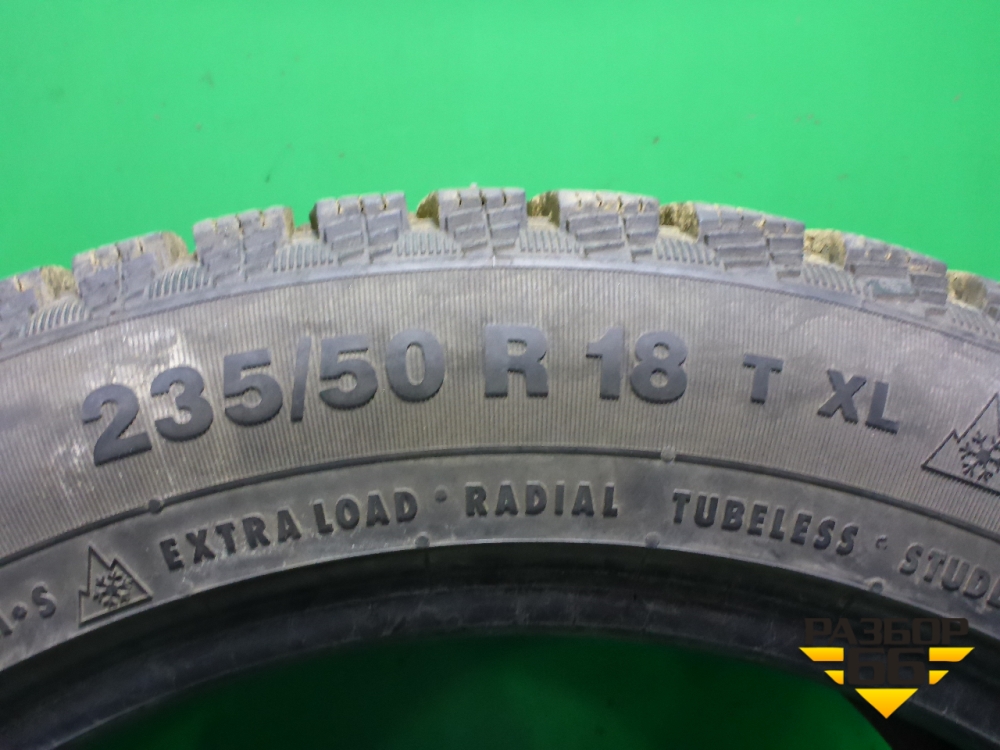 235/50 R 18 T XL
•S EXTRA LOAD • RADIAL TUBELESS •
РАЗБОР
66